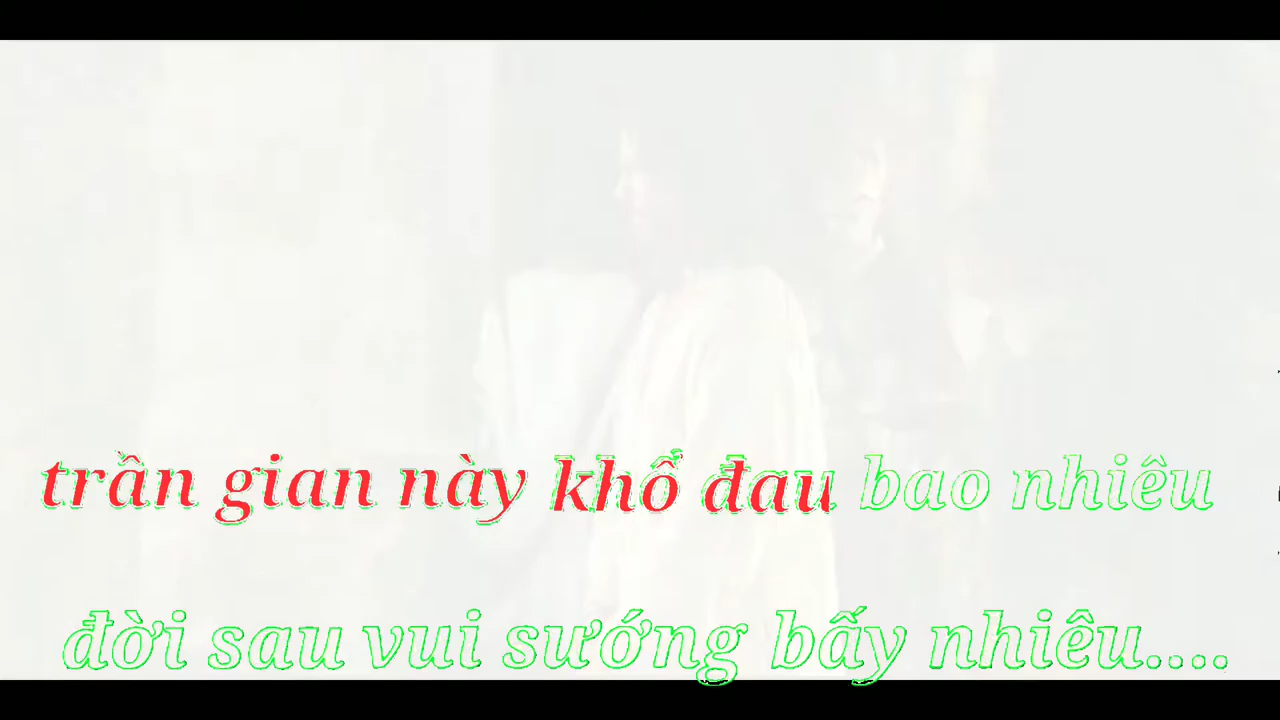 trần gian này khổ đau bao nhiêu
đời sau vui sướng bấy nhiêu....